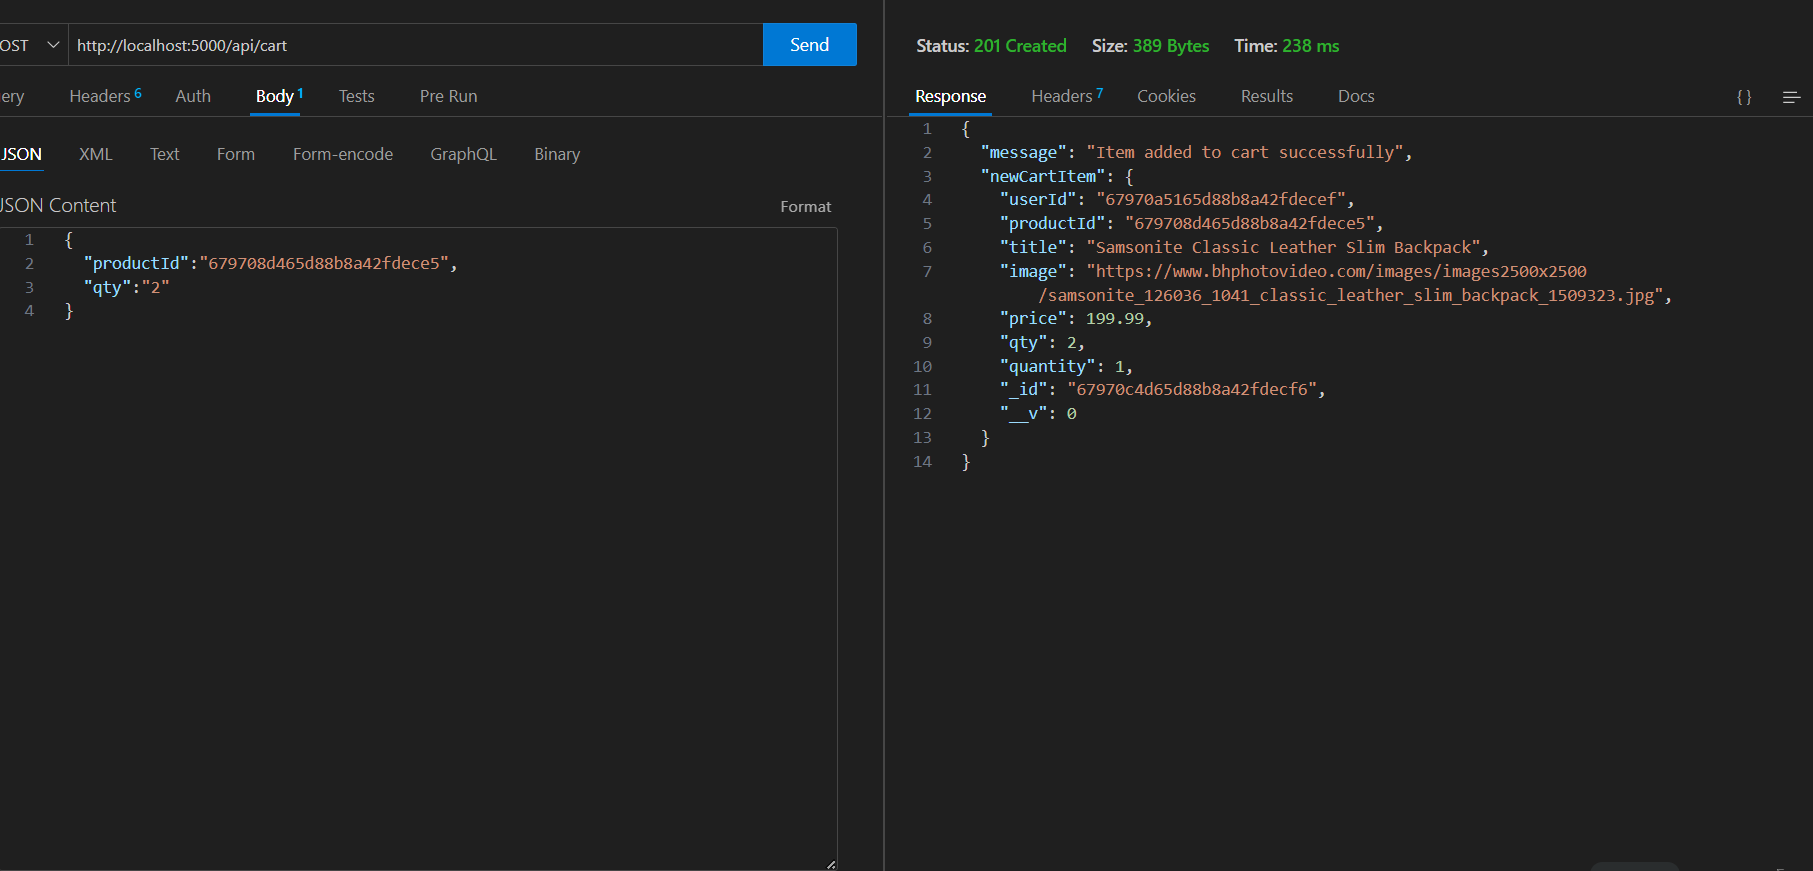 OST http://localhost:5000/api/cart Send
ery Headers 6 Auth Body 1 Tests Pre Run
JSON XML Text Form Form-encode GraphQL Binary
JSON Content Format
1 {
2 "productId":"679708d465d88b8a42fdece5",
3 "qty":"2"
4 }
Status: 201 Created Size: 389 Bytes Time: 238 ms
Response Headers 7 Cookies Results Docs {}
1 {
2 "message": "Item added to cart successfully",
3 "newCartItem": {
4 "userId": "67970a5165d88b8a42fdecef",
5 "productId": "679708d465d88b8a42fdece5",
6 "title": "Samsonite Classic Leather Slim Backpack",
7 "image": "https://www.bhphotovideo.com/images/images2500x2500
/samsonite_126036_1041_classic_leather_slim_backpack_1509323.jpg",
8 "price": 199.99,
9 "qty": 2,
10 "quantity": 1,
11 "_id": "67970c4d65d88b8a42fdecf6",
12 "__v": 0
13 }
14 }